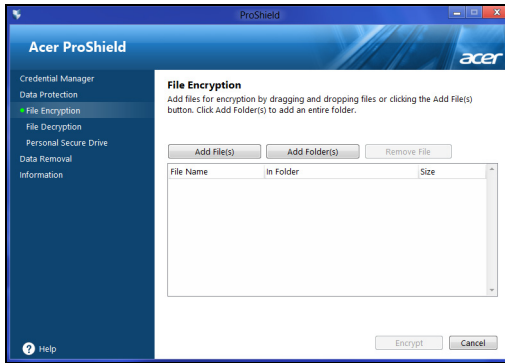 ProShield
Acer ProShield
acer
Credential Manager
Data Protection
File Encryption
File Decryption
Personal Secure Drive
Data Removal
Information
Help
File Encryption
Add files for encryption by dragging and dropping files or clicking the Add File(s)
button. Click Add Folder(s) to add an entire folder.
Add File(s) Add Folder(s) Remove File
File Name In Folder Size
Encrypt Cancel